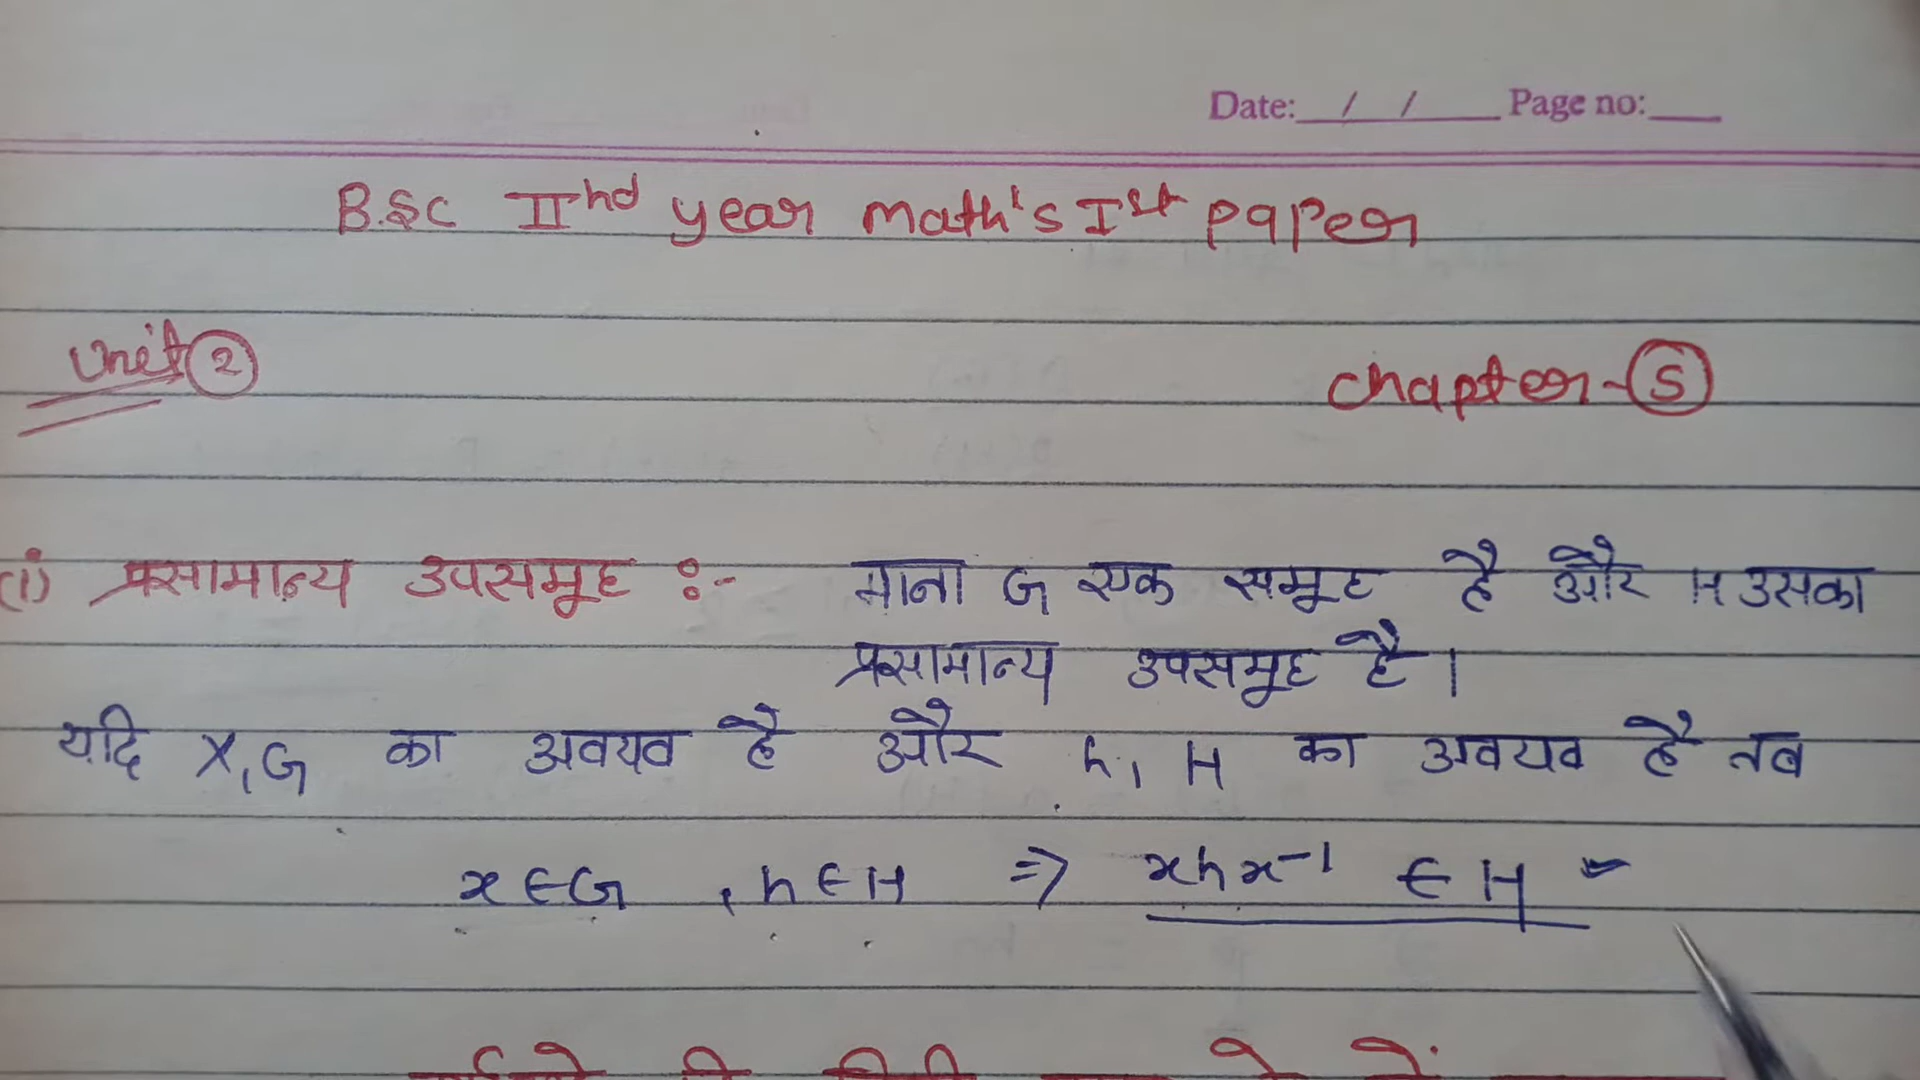 Date: / / Page no:
B.Sc IInd year math's Ist paper
Unit 2
Chapter-5
(1) प्रसामान्य उपसमूह :- माना G एक समूह है और H उसका
प्रसामान्य उपसमूह है।
यदि x, G का अवयव है और h, H का अवयव है तब
x ∈ G , h ∈ H ⇒ xhx⁻¹ ∈ H